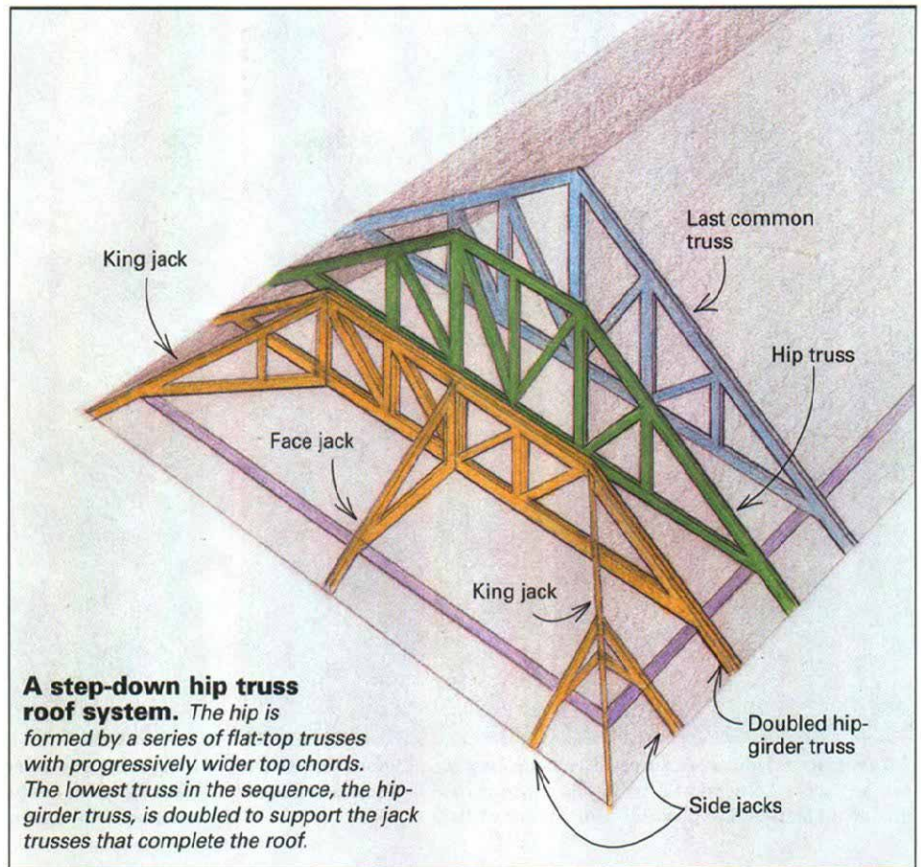 Last common
truss
King jack
Hip truss
Face jack
King jack
A step-down hip truss
roof system. The hip is
formed by a series of flat-top trusses
with progressively wider top chords.
The lowest truss in the sequence, the hip-
girder truss, is doubled to support the jack
trusses that complete the roof.
Doubled hip-
girder truss
Side jacks